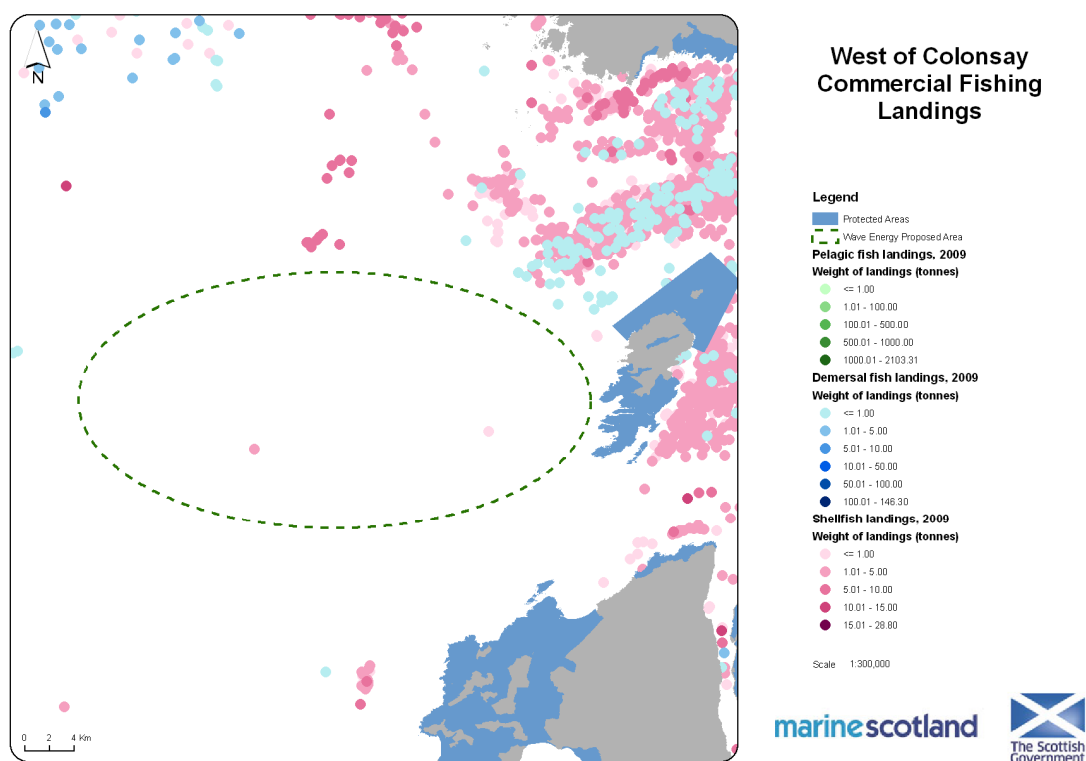 West of Colonsay
Commercial Fishing
Landings
Legend
Protected Areas
Wave Energy Proposed Area
Pelagic fish landings, 2009
Weight of landings (tonnes)
<= 1.00
1.01 - 100.00
100.01 - 500.00
500.01 - 1000.00
1000.01 - 2103.31
Demersal fish landings, 2009
Weight of landings (tonnes)
<= 1.00
1.01 - 5.00
5.01 - 10.00
10.01 - 50.00
50.01 - 100.00
100.01 - 146.30
Shellfish landings, 2009
Weight of landings (tonnes)
<= 1.00
1.01 - 5.00
5.01 - 10.00
10.01 - 15.00
15.01 - 28.80
Scale 1:300,000
N
0 2 4 Km
marinescotland
The Scottish
Government